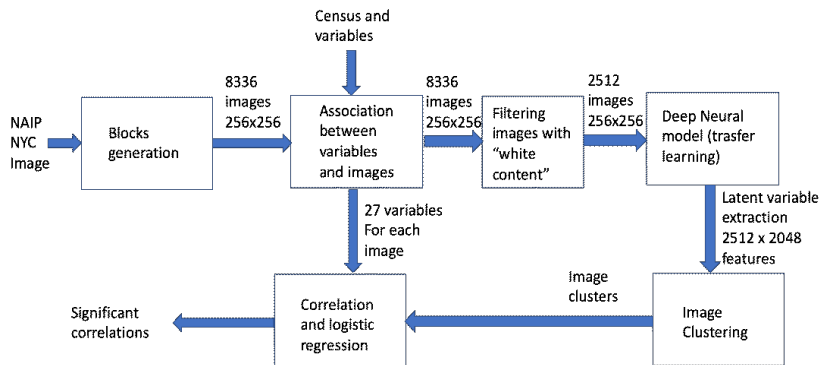 Census and
variables
8336
images
256x256
8336
images
256x256
2512
images
256x256
NAIP
NYC
Image
Blocks
generation
Association
between
variables
and images
Filtering
images with
“white
content”
Deep Neural
model (trasfer
learning)
27 variables
For each
image
Latent variable
extraction
2512 x 2048
features
Significant
correlations
Correlation
and logistic
regression
Image
clusters
Image
Clustering